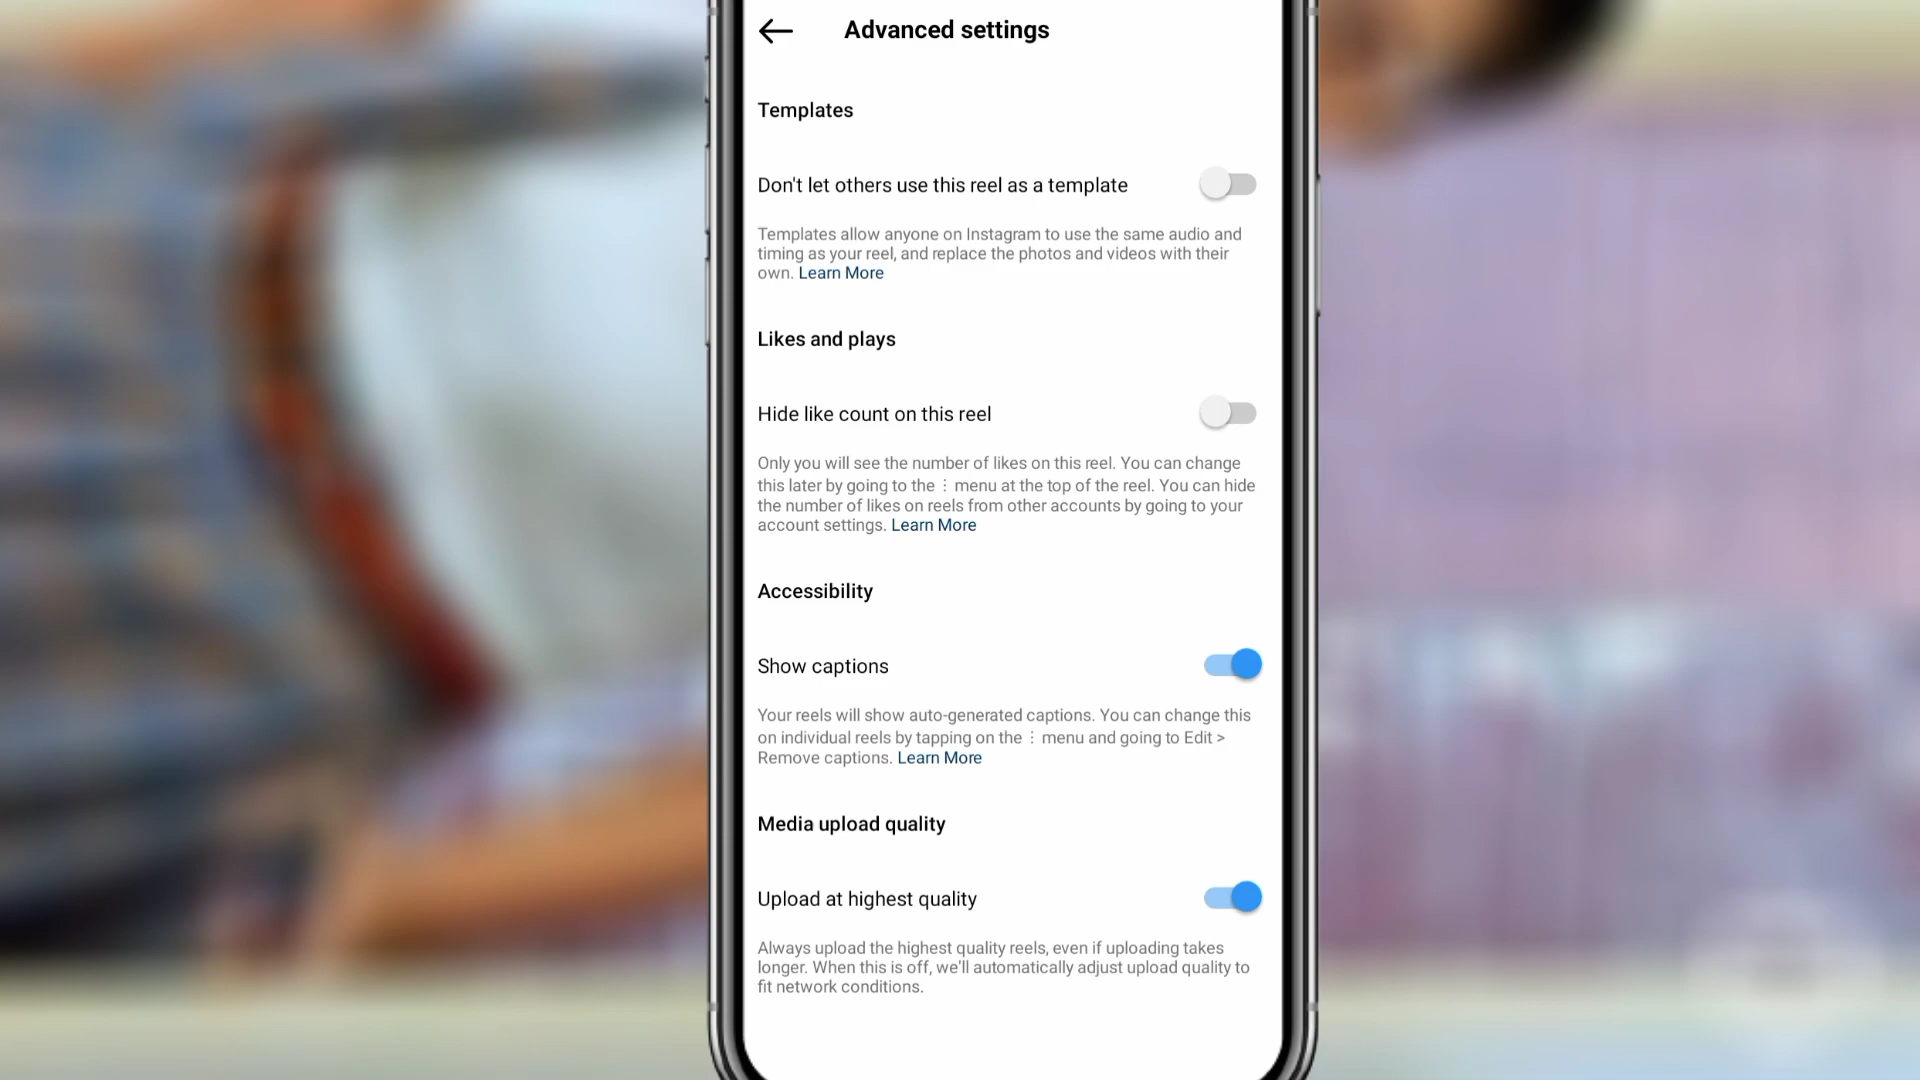 Advanced settings
Templates
Don't let others use this reel as a template
Templates allow anyone on Instagram to use the same audio and
timing as your reel, and replace the photos and videos with their
own. Learn More
Likes and plays
Hide like count on this reel
Only you will see the number of likes on this reel. You can change
this later by going to the ⋮ menu at the top of the reel. You can hide
the number of likes on reels from other accounts by going to your
account settings. Learn More
Accessibility
Show captions
Your reels will show auto-generated captions. You can change this
on individual reels by tapping on the ⋮ menu and going to Edit >
Remove captions. Learn More
Media upload quality
Upload at highest quality
Always upload the highest quality reels, even if uploading takes
longer. When this is off, we'll automatically adjust upload quality to
fit network conditions.